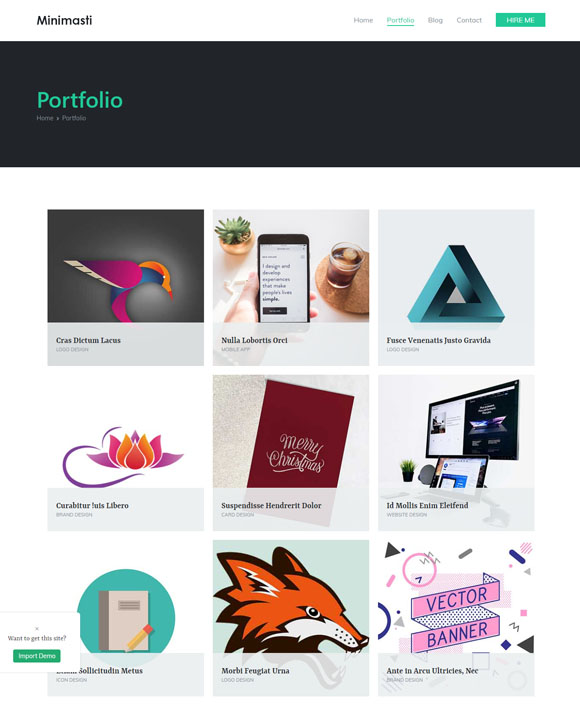 Minimasti
Home Portfolio Blog Contact HIRE ME
Portfolio
Home > Portfolio
I design and
develop
experiences
that make
people's lives
simple.
Cras Dictum Lacus
LOGO DESIGN
Nulla Lobortis Orci
MOBILE APP
Fusce Venenatis Justo Gravida
LOGO DESIGN
Merry
Christmas
Curabitur !uis Libero
BRAND DESIGN
Suspendisse Hendrerit Dolor
CARD DESIGN
Id Mollis Enim Eleifend
WEBSITE DESIGN
VECTOR
BANNER
×
Want to get this site?
Import Demo
Sollicitudin Metus
ICON DESIGN
Morbi Feugiat Urna
LOGO DESIGN
Ante in Arcu Ultricies, Nec
BRAND DESIGN